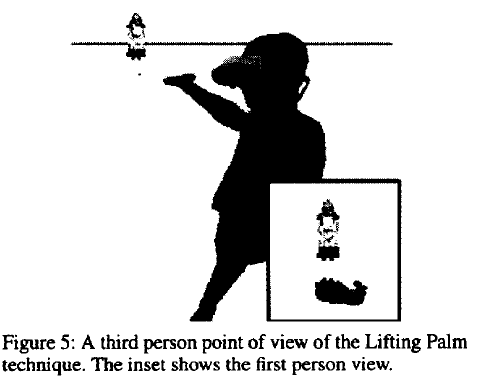 Figure 5: A third person point of view of the Lifting Palm
technique. The inset shows the first person view.